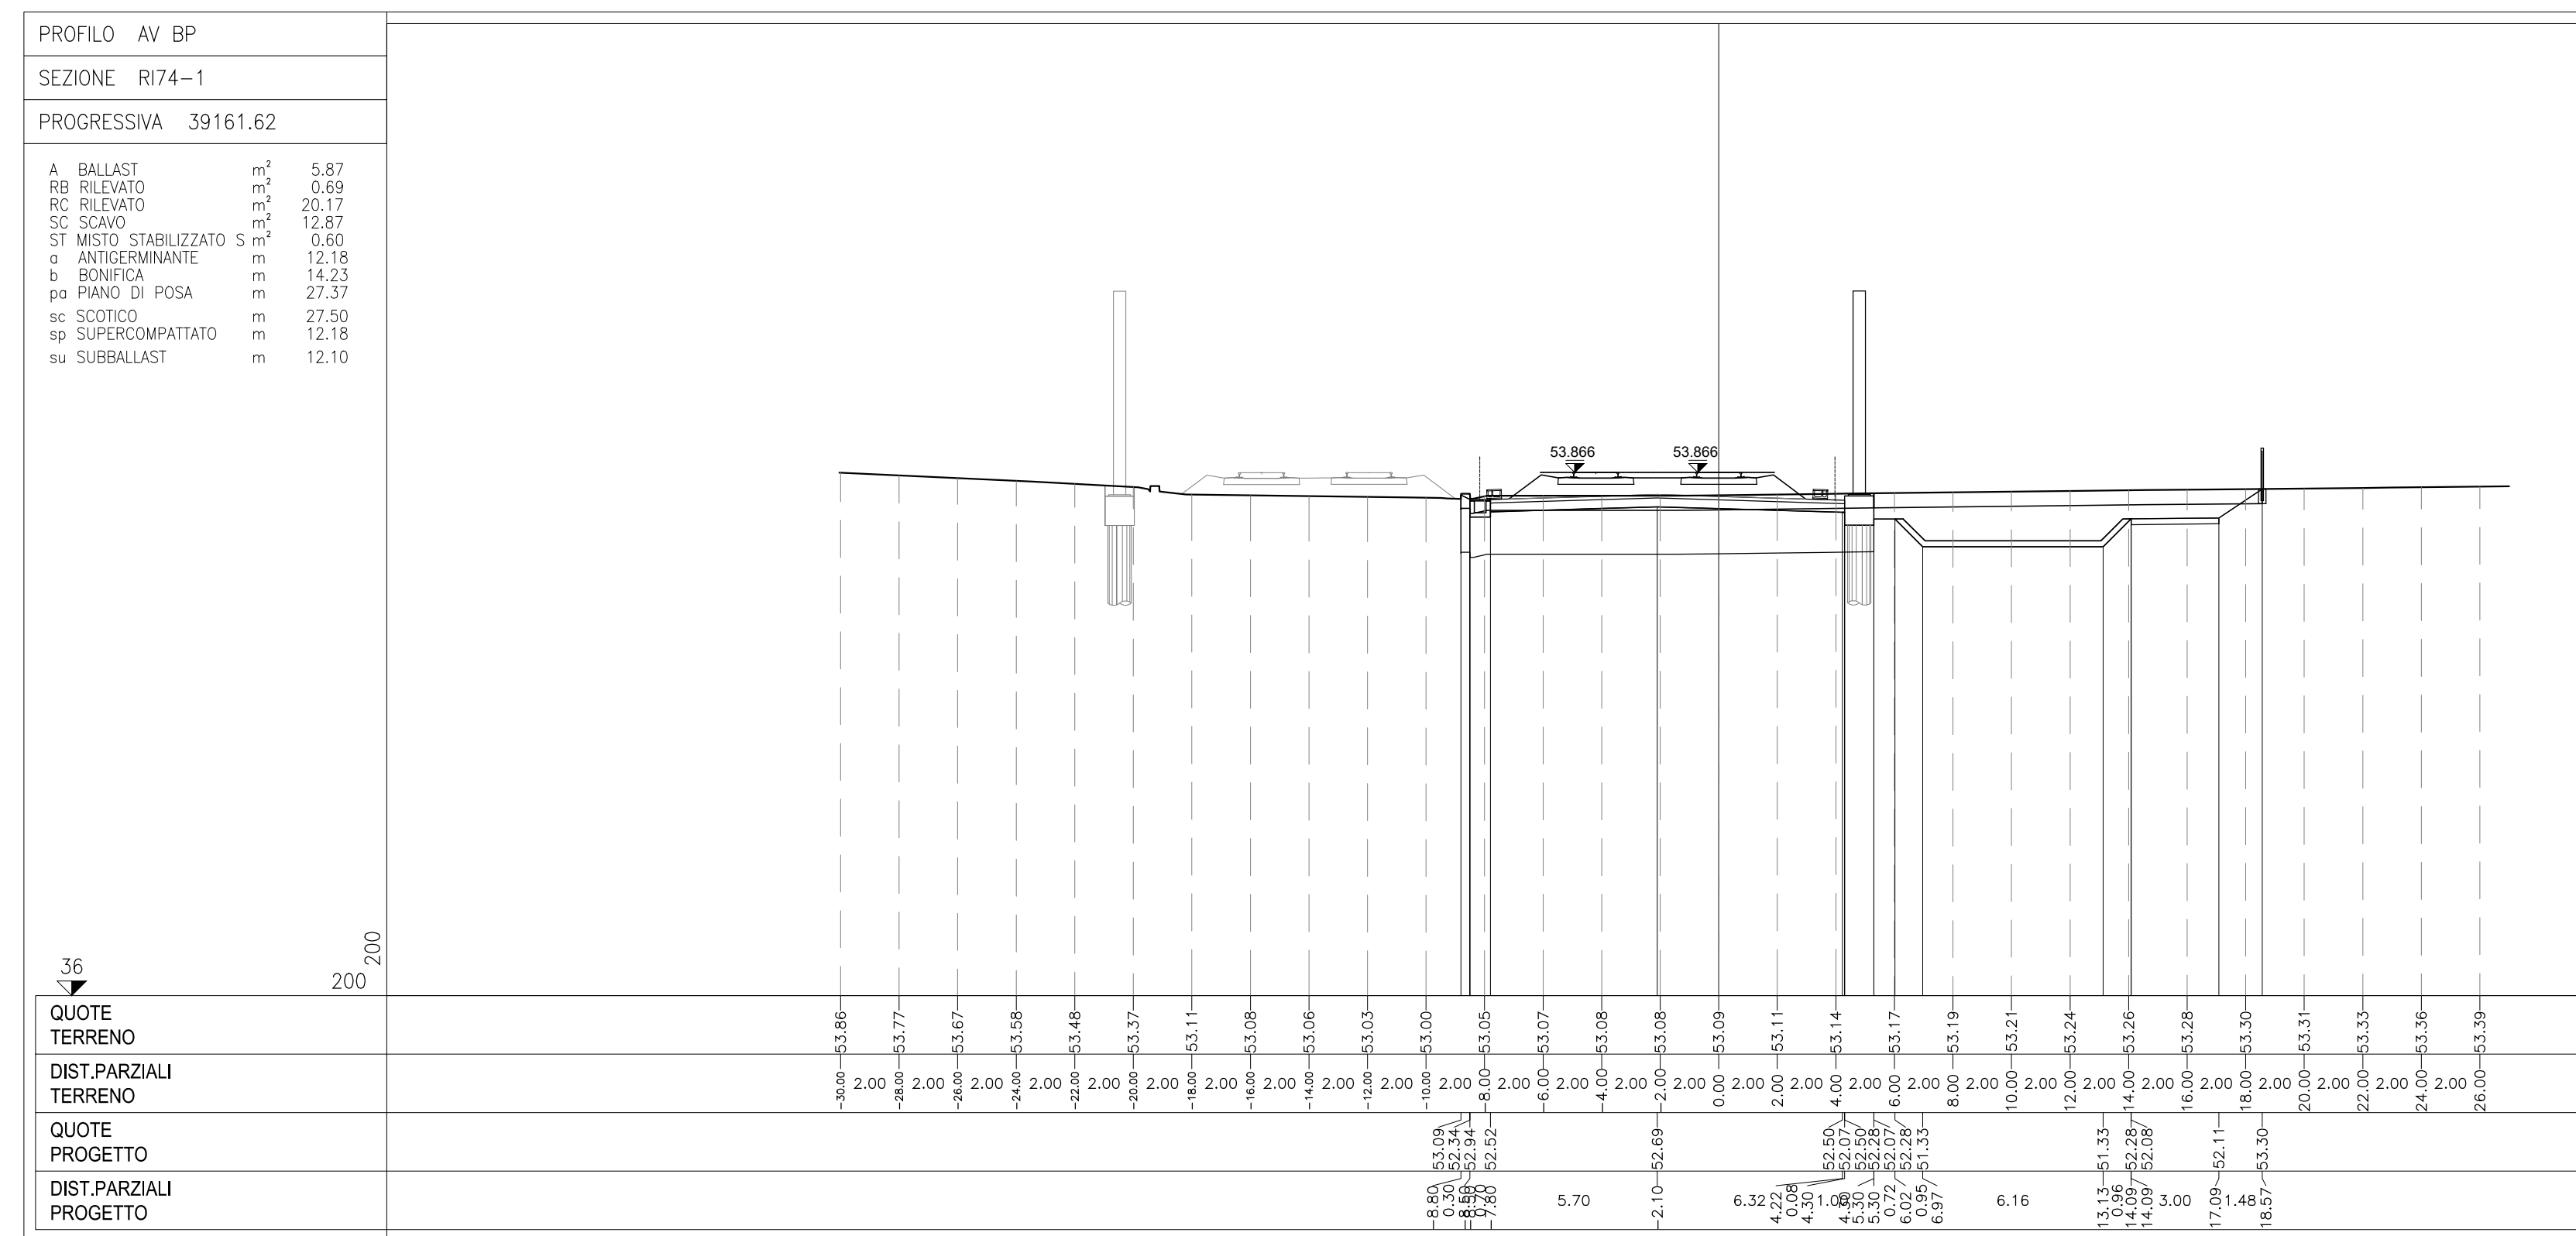 PROFILO AV BP
SEZIONE RI74-1
PROGRESSIVA 39161.62
A BALLAST m² 5.87
RB RILEVATO m² 0.69
RC RILEVATO m² 20.17
SC SCAVO m² 12.87
ST MISTO STABILIZZATO S m² 0.60
a ANTIGERMINANTE m 12.18
b BONIFICA m 14.23
pa PIANO DI POSA m 27.37
sc SCOTICO m 27.50
sp SUPERCOMPATTATO m 12.18
su SUBBALLAST m 12.10
53.866 53.866
36
200
200
QUOTE
TERRENO
53.86 53.77 53.67 53.58 53.48 53.37 53.11 53.08 53.06 53.03 53.00 53.05 53.07 53.08 53.08 53.09 53.11 53.14 53.17 53.19 53.21 53.24 53.26 53.28 53.30 53.31 53.33 53.36 53.39
DIST.PARZIALI
TERRENO
-30.00 2.00 -28.00 2.00 -26.00 2.00 -24.00 2.00 -22.00 2.00 -20.00 2.00 -18.00 2.00 -16.00 2.00 -14.00 2.00 -12.00 2.00 -10.00 2.00 -8.00 2.00 -6.00 2.00 -4.00 2.00 -2.00 2.00 0.00 2.00 2.00 2.00 4.00 2.00 6.00 2.00 8.00 2.00 10.00 2.00 12.00 2.00 14.00 2.00 16.00 2.00 18.00 2.00 20.00 2.00 22.00 2.00 24.00 2.00 26.00
QUOTE
PROGETTO
53.09 52.34 52.94 52.52 52.69 52.50 52.07 52.50 52.28 52.07 52.28 51.33 51.33 52.28 52.08 52.11 53.30
DIST.PARZIALI
PROGETTO
-8.80 0.30 -8.50 0.70 -7.80 5.70 -2.10 6.32 4.22 0.08 4.30 4.30 5.30 5.30 0.72 6.02 0.95 6.97 6.16 13.13 0.96 14.09 14.09 3.00 17.09 1.48 18.57